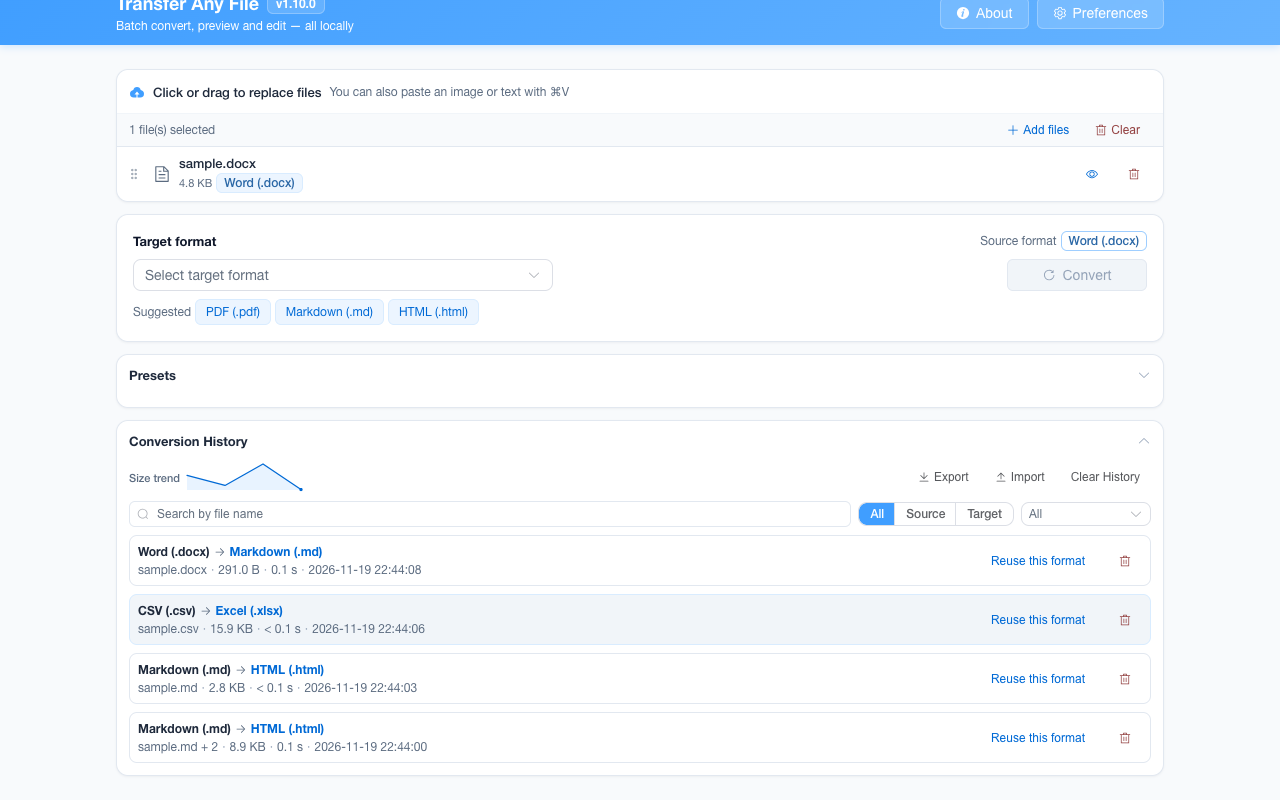 Transfer Any File v1.10.0
Batch convert, preview and edit — all locally
About
Preferences
Click or drag to replace files You can also paste an image or text with ⌘V
1 file(s) selected
Add files
Clear
sample.docx
4.8 KB Word (.docx)
Target format
Source format Word (.docx)
Select target format
Convert
Suggested PDF (.pdf) Markdown (.md) HTML (.html)
Presets
Conversion History
Size trend
Export
Import
Clear History
Search by file name
All Source Target
All
Word (.docx) → Markdown (.md)
sample.docx · 291.0 B · 0.1 s · 2026-11-19 22:44:08
Reuse this format
CSV (.csv) → Excel (.xlsx)
sample.csv · 15.9 KB · < 0.1 s · 2026-11-19 22:44:06
Reuse this format
Markdown (.md) → HTML (.html)
sample.md · 2.8 KB · < 0.1 s · 2026-11-19 22:44:03
Reuse this format
Markdown (.md) → HTML (.html)
sample.md + 2 · 8.9 KB · 0.1 s · 2026-11-19 22:44:00
Reuse this format